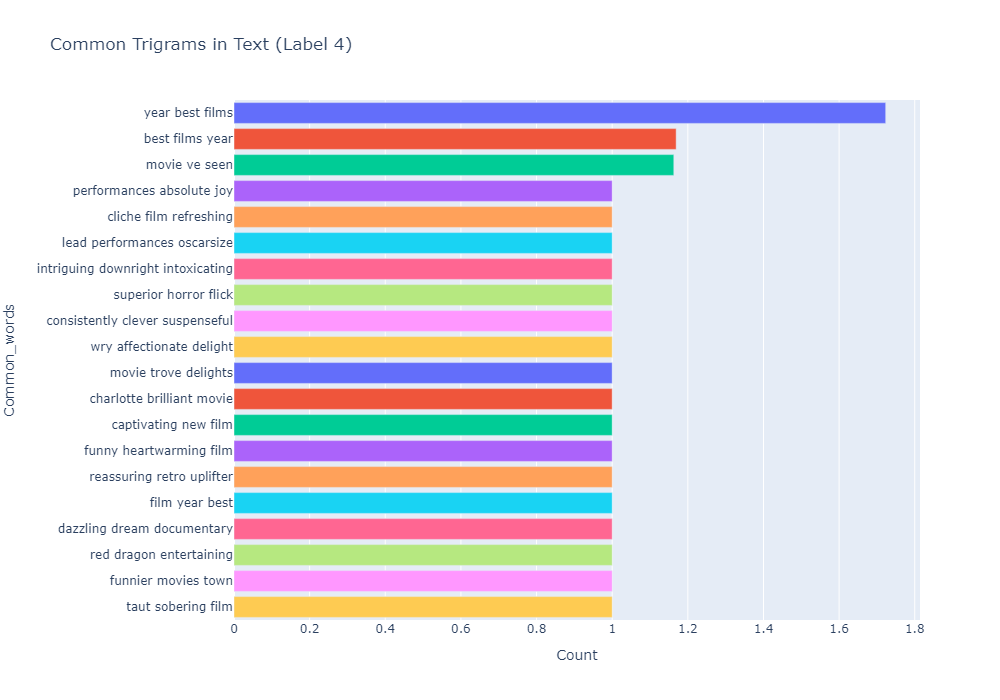 Common Trigrams in Text (Label 4)
year best films
best films year
movie ve seen
performances absolute joy
cliche film refreshing
lead performances oscarsize
intriguing downright intoxicating
superior horror flick
consistently clever suspenseful
wry affectionate delight
movie trove delights
charlotte brilliant movie
captivating new film
funny heartwarming film
reassuring retro uplifter
film year best
dazzling dream documentary
red dragon entertaining
funnier movies town
taut sobering film
Common_words
0 0.2 0.4 0.6 0.8 1 1.2 1.4 1.6 1.8
Count